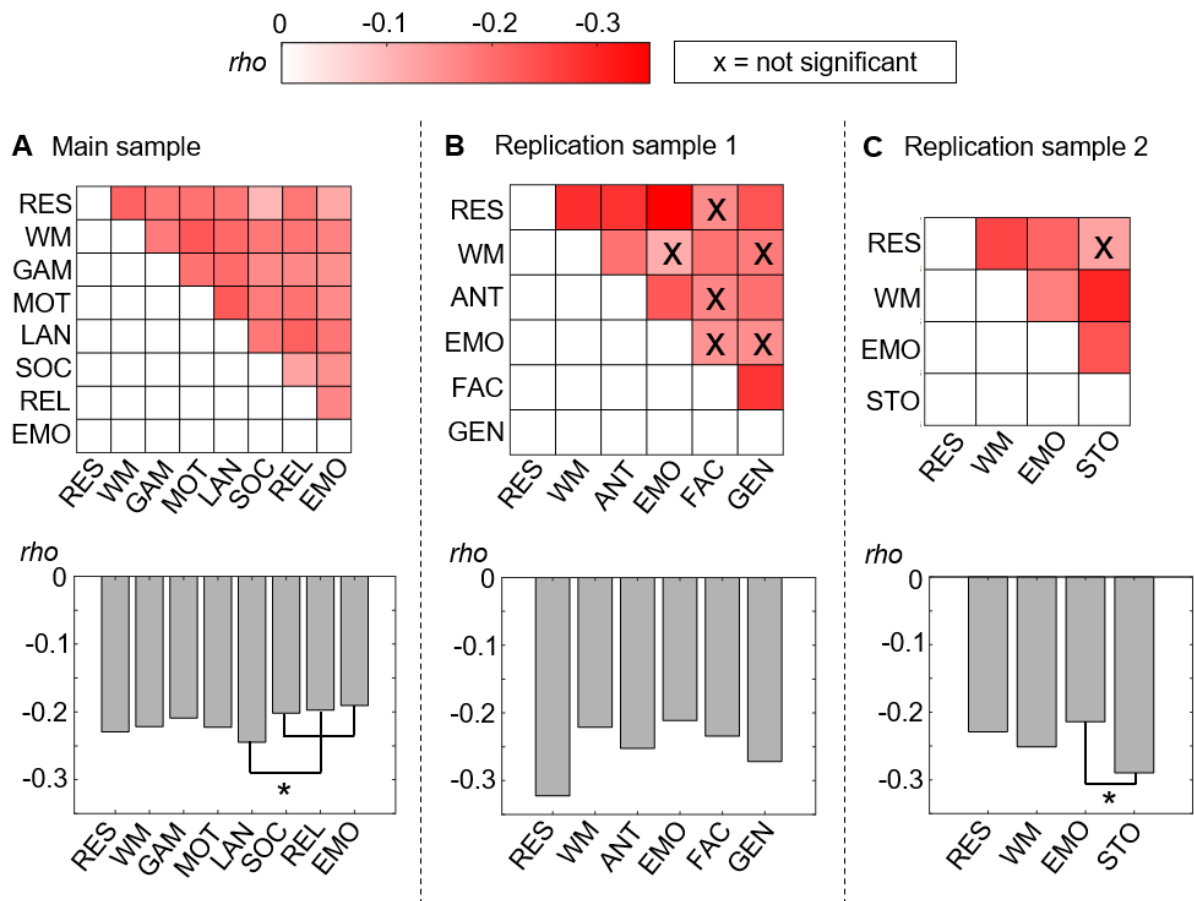 0 -0.1 -0.2 -0.3
rho
x = not significant
A Main sample
RES
WM
GAM
MOT
LAN
SOC
REL
EMO
RES WM GAM MOT LAN SOC REL EMO
rho
0
-0.1
-0.2
-0.3
*
RES WM GAM MOT LAN SOC REL EMO
B Replication sample 1
RES X
WM X X
ANT X
EMO X X
FAC
GEN
RES WM ANT EMO FAC GEN
rho
0
-0.1
-0.2
-0.3
RES WM ANT EMO FAC GEN
C Replication sample 2
RES X
WM
EMO
STO
RES WM EMO STO
rho
0
-0.1
-0.2
-0.3
*
RES WM EMO STO